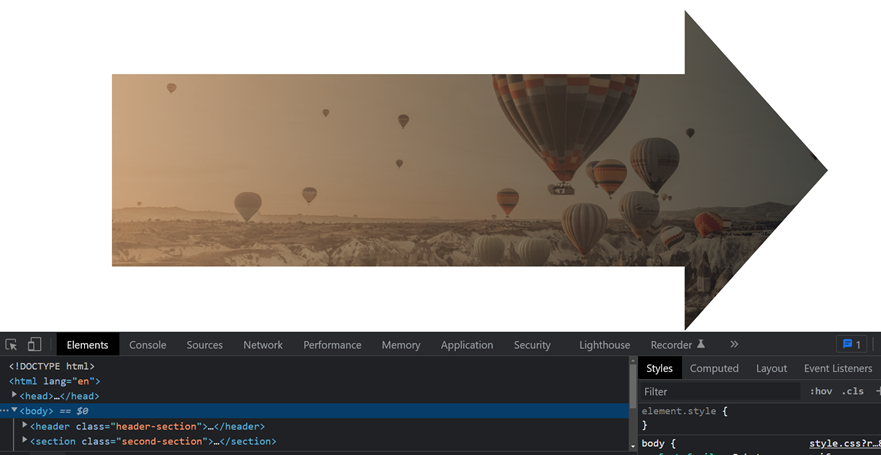 Elements Console Sources Network Performance Memory Application Security Lighthouse Recorder » 1
<!DOCTYPE html>
<html lang="en">
<head>…</head>
<body> == $0
<header class="header-section">…</header>
<section class="second-section">…</section>
Styles Computed Layout Event Listeners
Filter :hov .cls +
element.style {
}
body { style.css?r…8